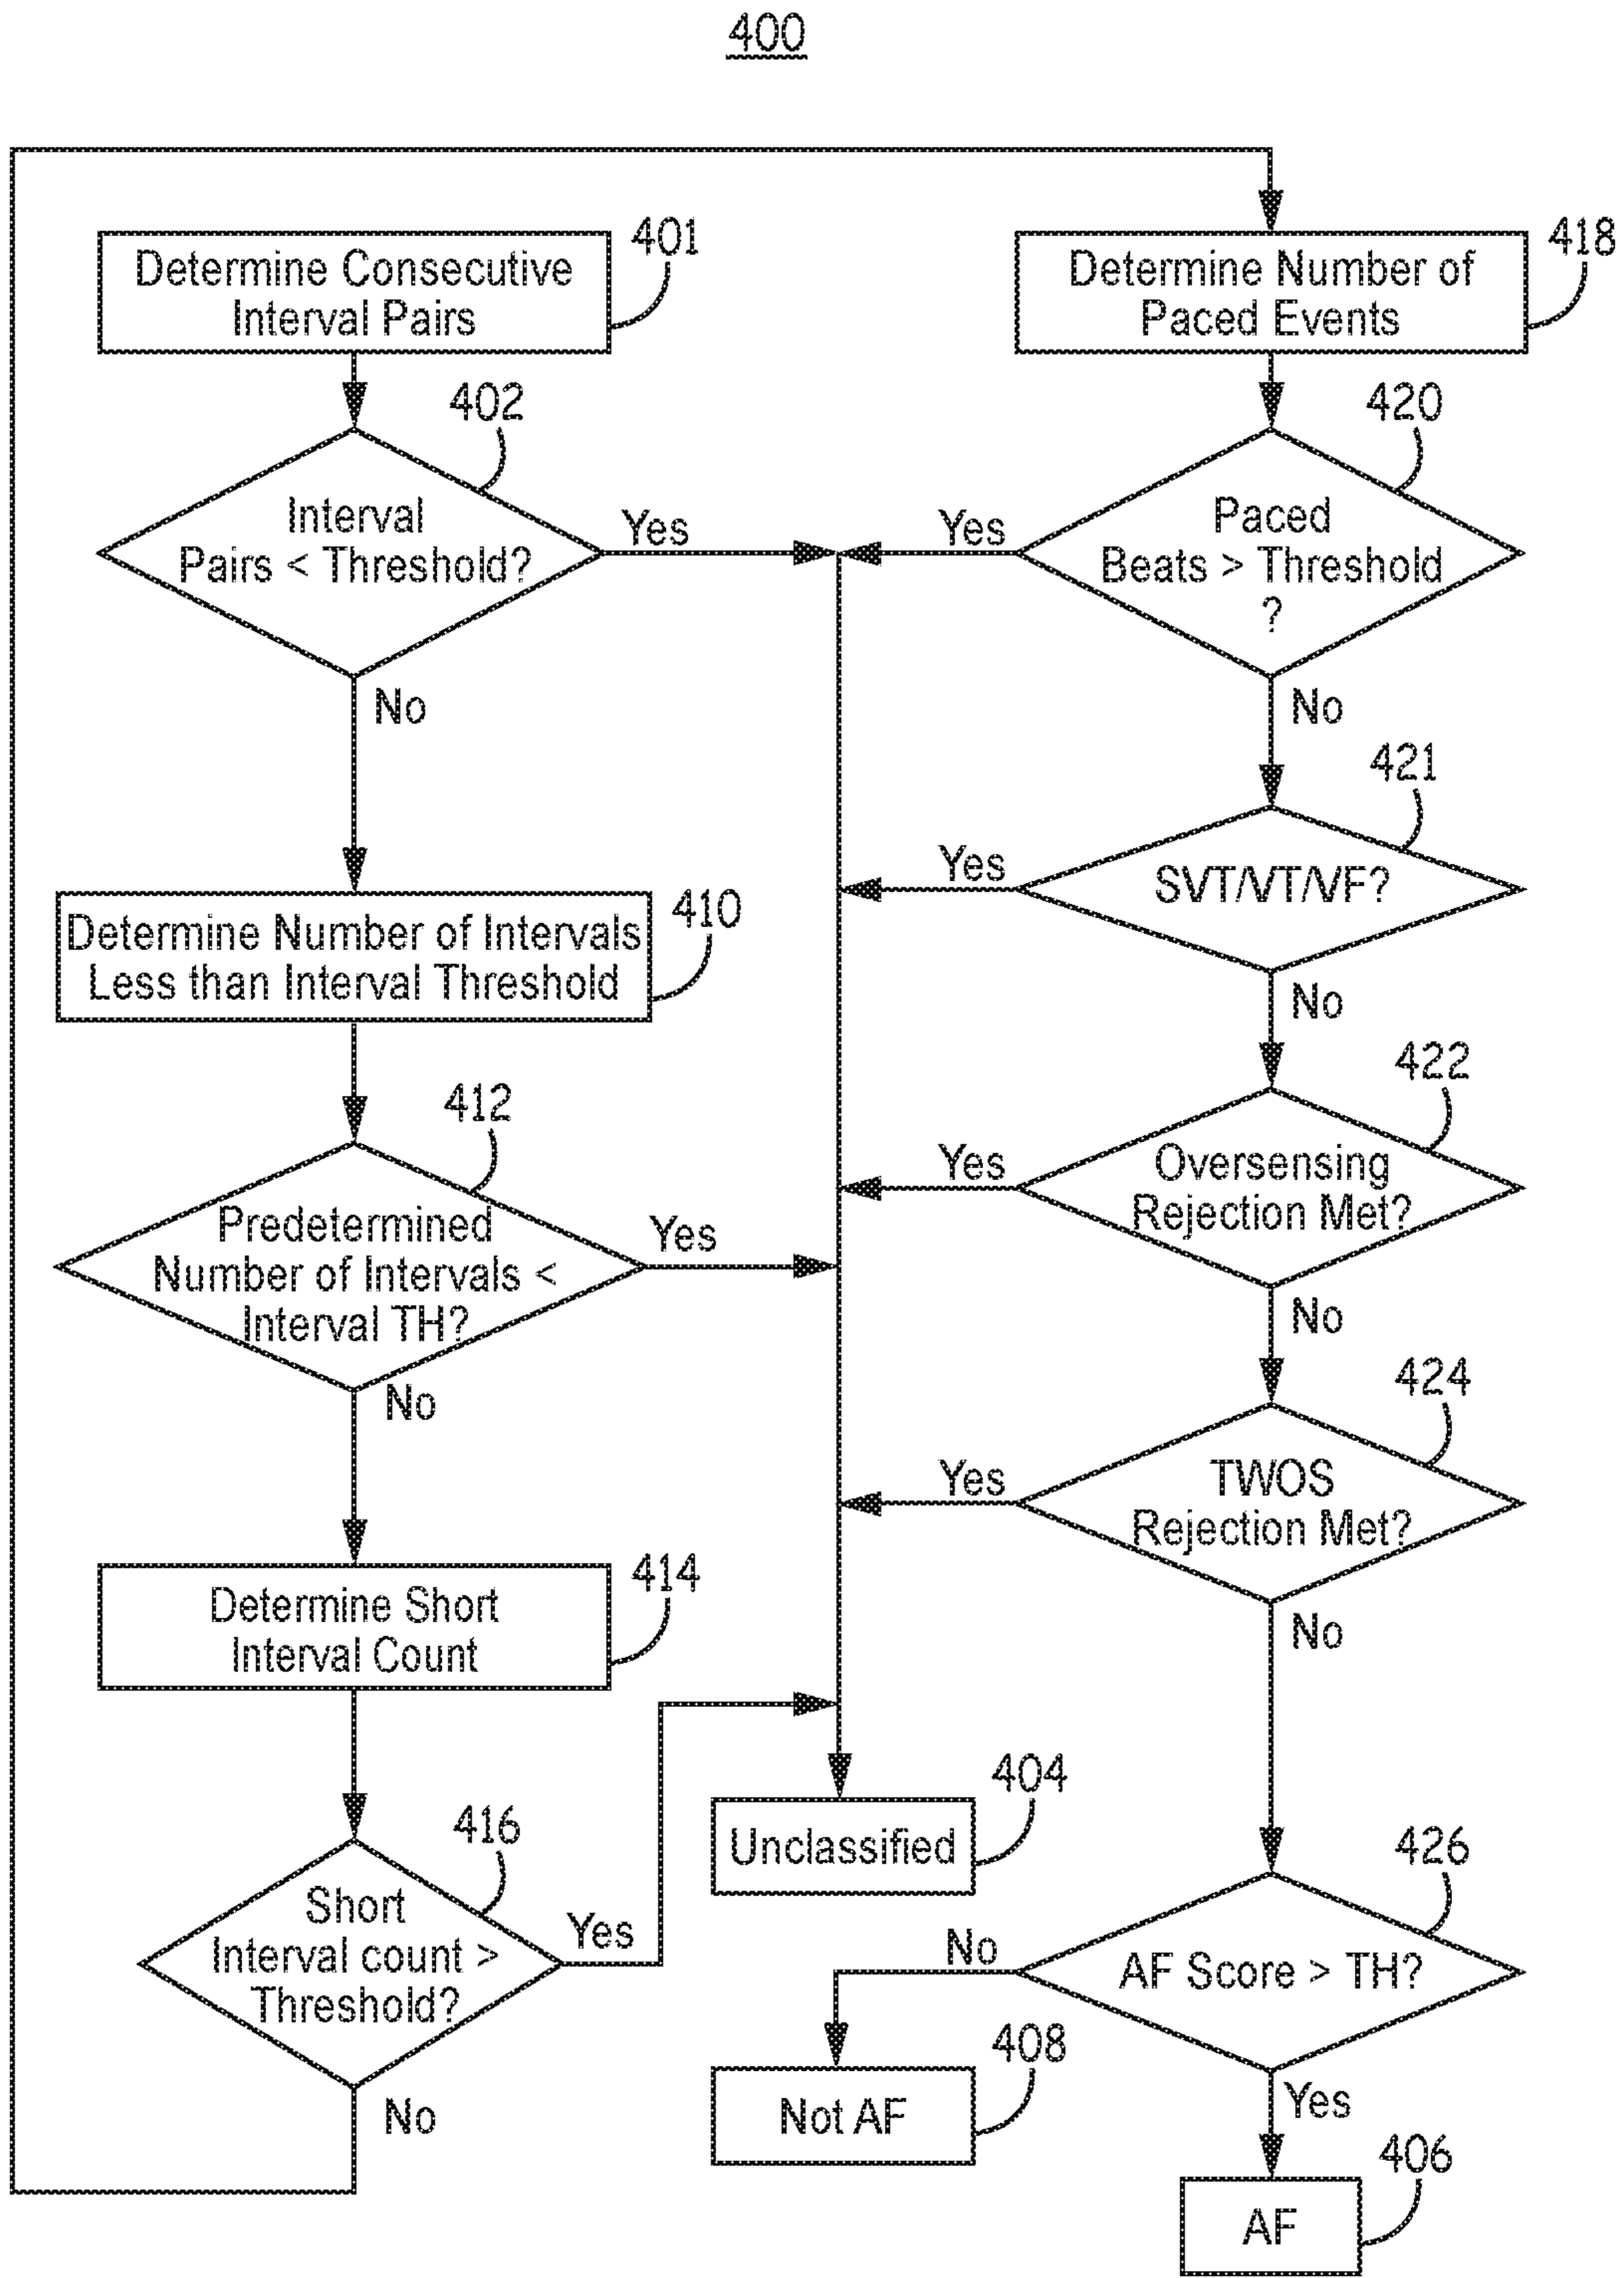 400
401
Determine Consecutive
Interval Pairs
402
Interval
Pairs < Threshold?
Yes
No
410
Determine Number of Intervals
Less than Interval Threshold
412
Predetermined
Number of Intervals <
Interval TH?
Yes
No
414
Determine Short
Interval Count
416
Short
Interval count >
Threshold?
Yes
No
418
Determine Number of
Paced Events
420
Paced
Beats > Threshold
?
Yes
No
421
SVT/VT/VF?
Yes
No
422
Oversensing
Rejection Met?
Yes
No
424
TWOS
Rejection Met?
Yes
No
404
Unclassified
426
AF Score > TH?
No
408
Not AF
Yes
406
AF